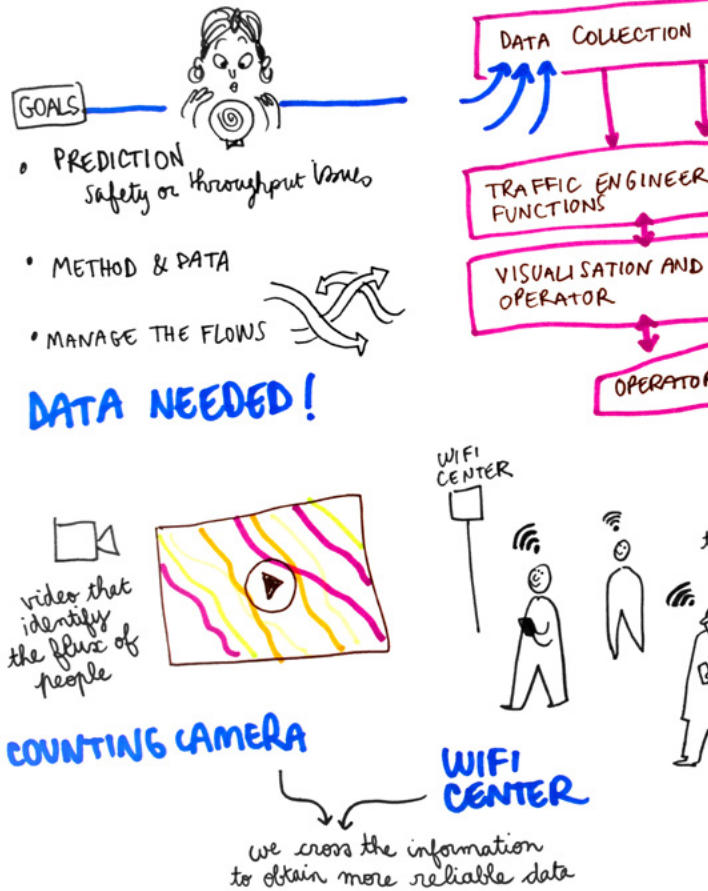 GOALS
• PREDICTION
safety or throughput issues
• METHOD & DATA
• MANAGE THE FLOWS
DATA NEEDED!
DATA COLLECTION
TRAFFIC ENGINEER
FUNCTIONS
VISUALISATION AND
OPERATOR
OPERATOR
video that
identify
the flux of
people
COUNTING CAMERA
WIFI
CENTER
WIFI
CENTER
we cross the information
to obtain more reliable data